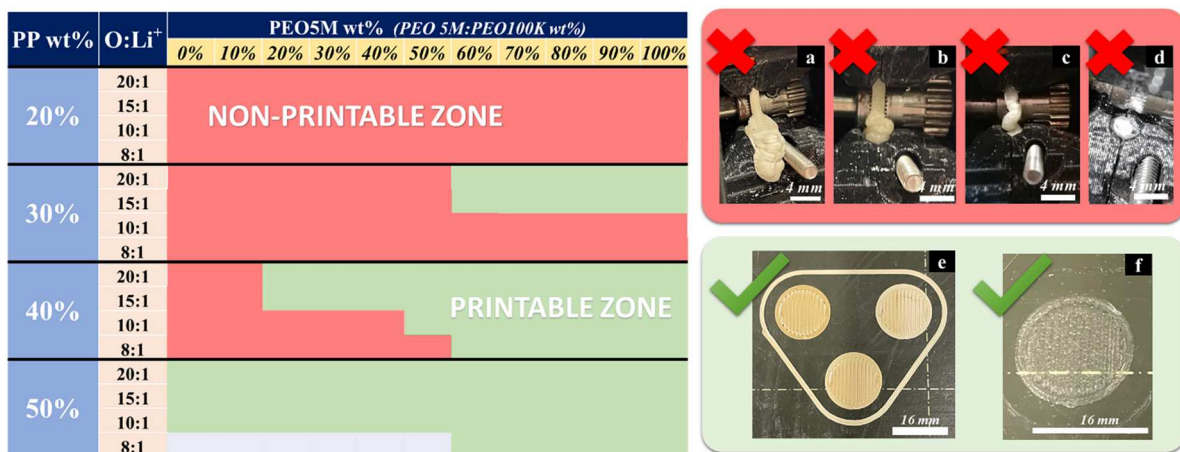 PP wt% O:Li⁺ PEO5M wt% (PEO 5M:PEO100K wt%)
0% 10% 20% 30% 40% 50% 60% 70% 80% 90% 100%
20%
20:1
15:1
10:1
8:1
NON-PRINTABLE ZONE
30%
20:1
15:1
10:1
8:1
40%
20:1
15:1
10:1
8:1
PRINTABLE ZONE
50%
20:1
15:1
10:1
8:1
a
4 mm
b
4 mm
c
4 mm
d
4 mm
e
16 mm
f
16 mm